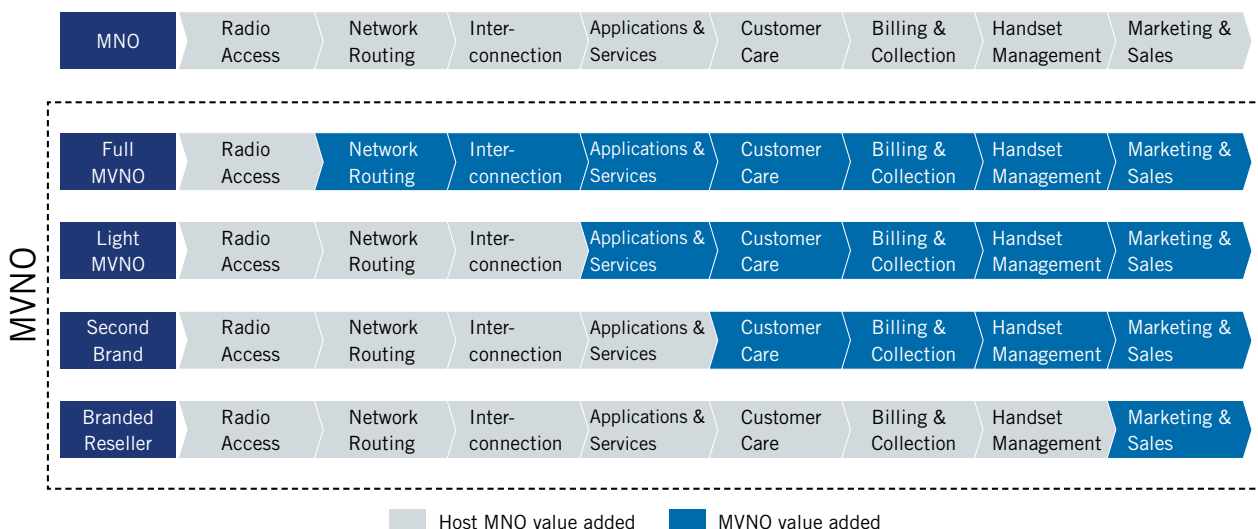 MNO
Radio
Access
Network
Routing
Inter-
connection
Applications &
Services
Customer
Care
Billing &
Collection
Handset
Management
Marketing &
Sales
MVNO
Full
MVNO
Radio
Access
Network
Routing
Inter-
connection
Applications &
Services
Customer
Care
Billing &
Collection
Handset
Management
Marketing &
Sales
Light
MVNO
Radio
Access
Network
Routing
Inter-
connection
Applications &
Services
Customer
Care
Billing &
Collection
Handset
Management
Marketing &
Sales
Second
Brand
Radio
Access
Network
Routing
Inter-
connection
Applications &
Services
Customer
Care
Billing &
Collection
Handset
Management
Marketing &
Sales
Branded
Reseller
Radio
Access
Network
Routing
Inter-
connection
Applications &
Services
Customer
Care
Billing &
Collection
Handset
Management
Marketing &
Sales
Host MNO value added
MVNO value added